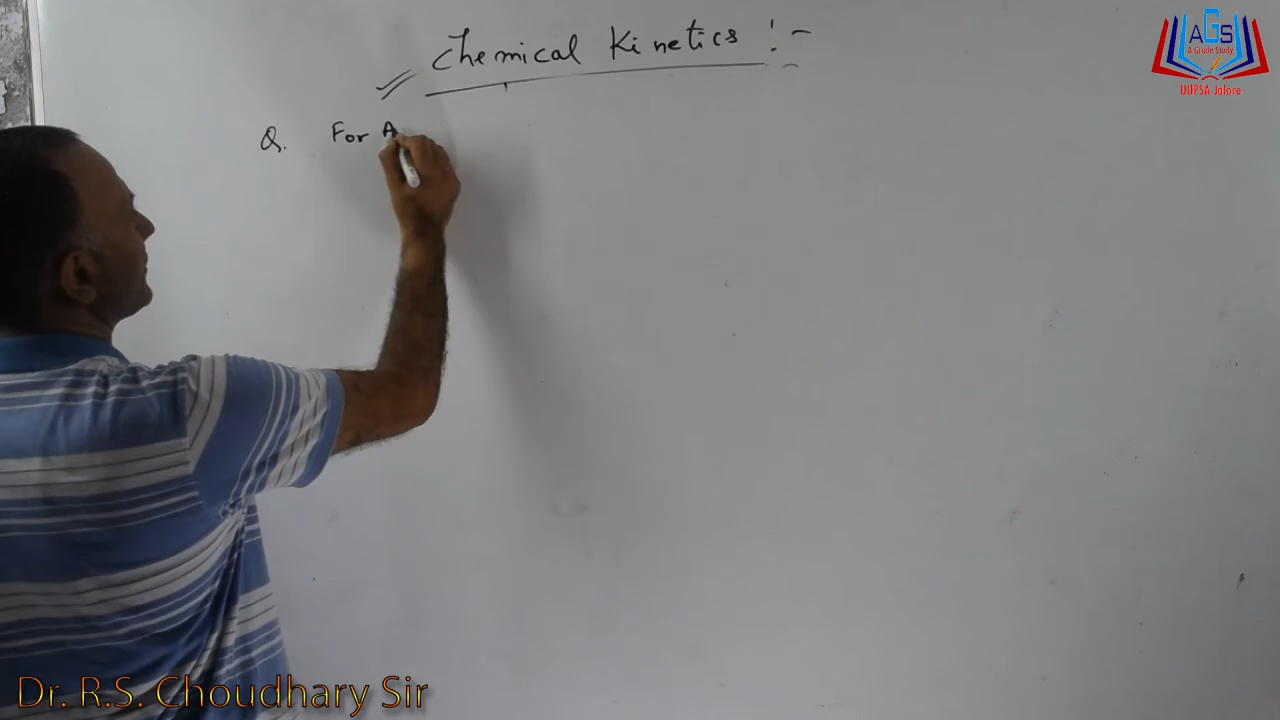 Chemical Kinetics :-
Q. For A
AGS
A Grade Study
UUPSA Jalore
Dr. R.S. Choudhary Sir